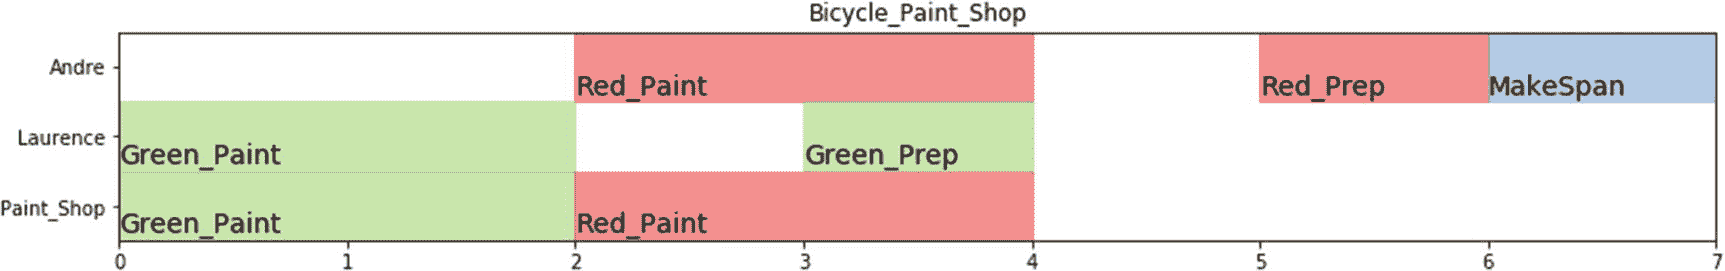 Bicycle_Paint_Shop
Andre
Red_Paint
Red_Prep
MakeSpan
Laurence
Green_Paint
Green_Prep
Paint_Shop
Green_Paint
Red_Paint
0 1 2 3 4 5 6 7